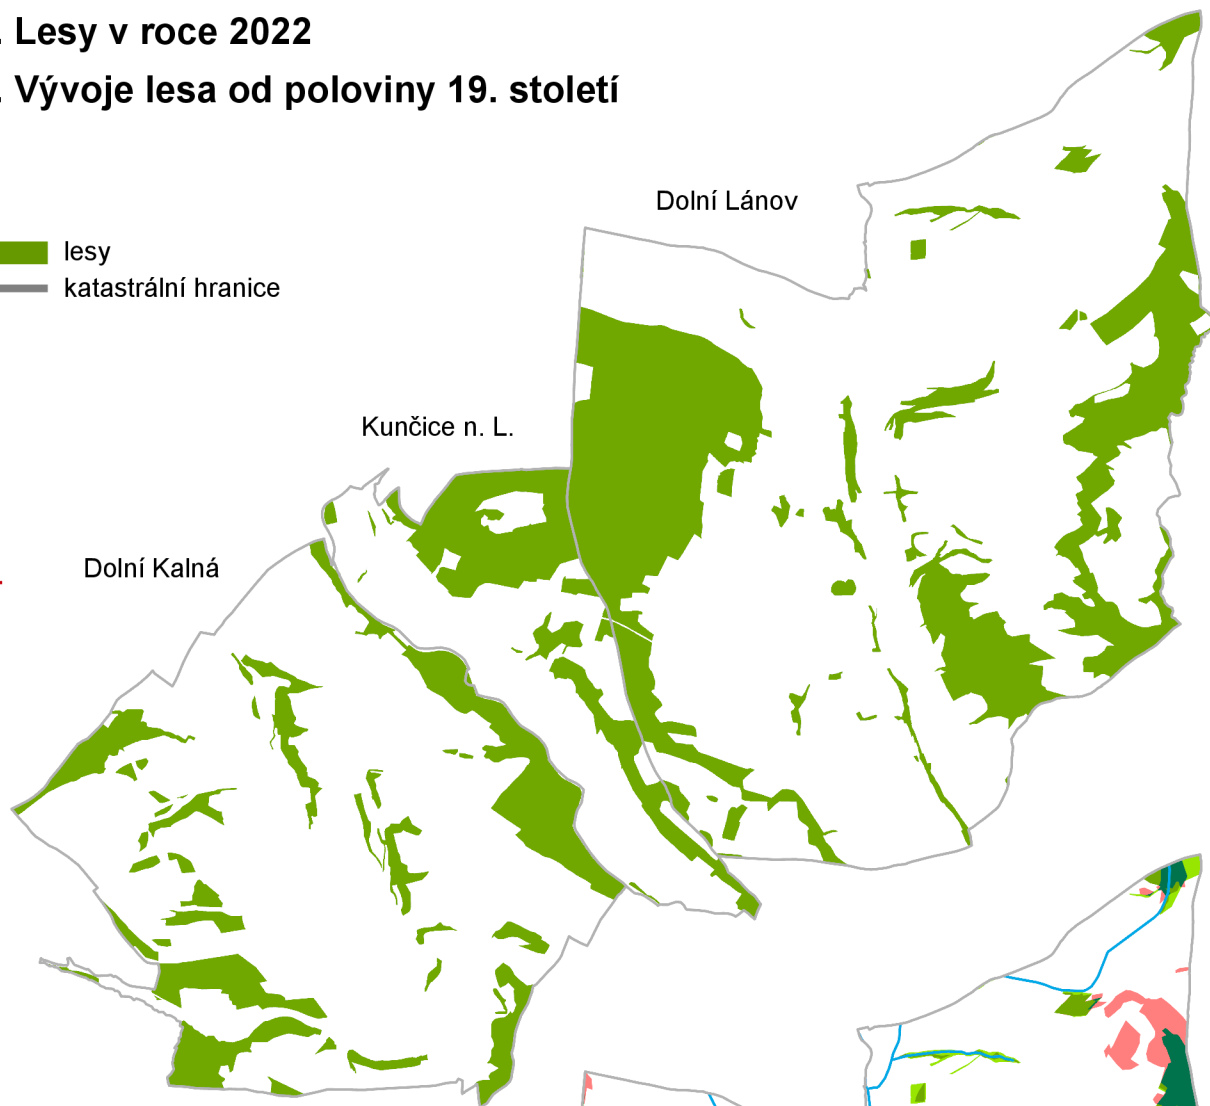 . Lesy v roce 2022
. Vývoje lesa od poloviny 19. století
Dolní Lánov
lesy
katastrální hranice
Kunčice n. L.
Dolní Kalná